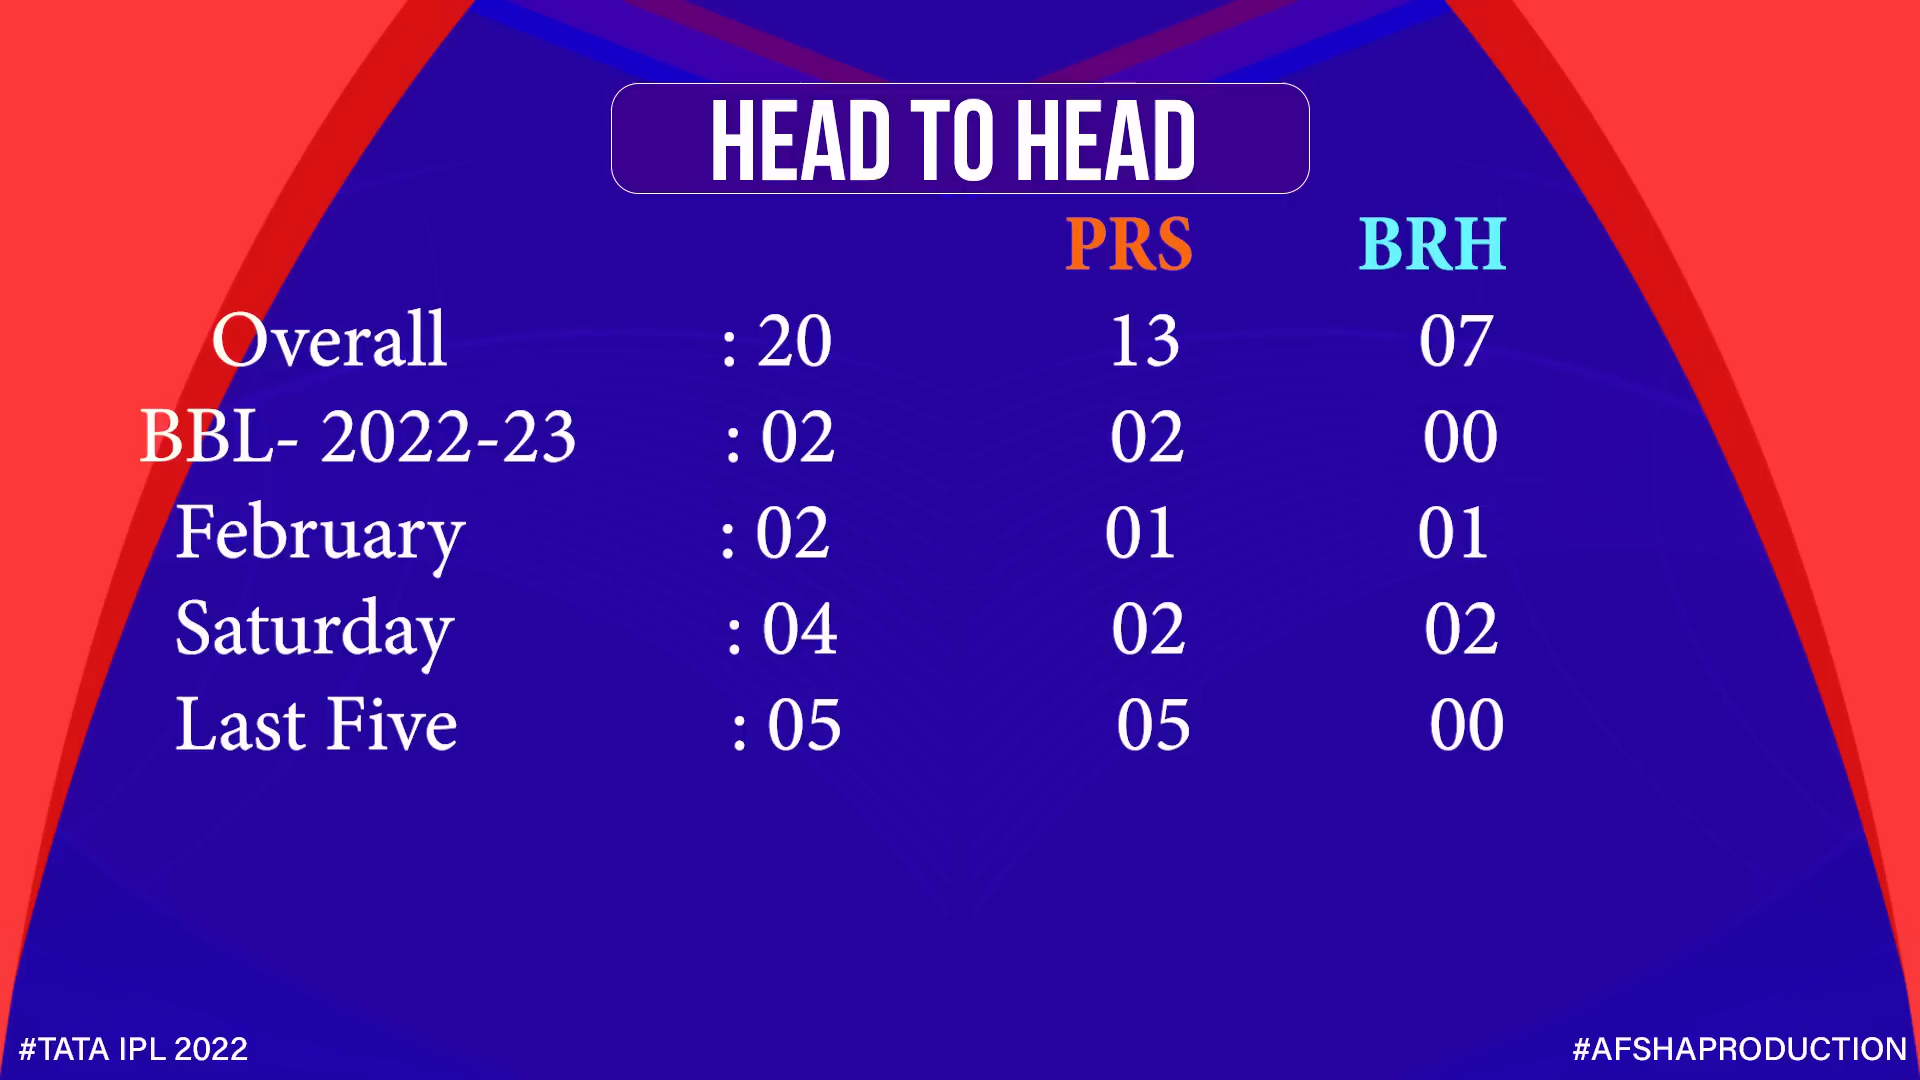 HEAD TO HEAD
PRS BRH
Overall : 20 13 07
BBL- 2022-23 : 02 02 00
February : 02 01 01
Saturday : 04 02 02
Last Five : 05 05 00
#TATA IPL 2022 #AFSHAPRODUCTION